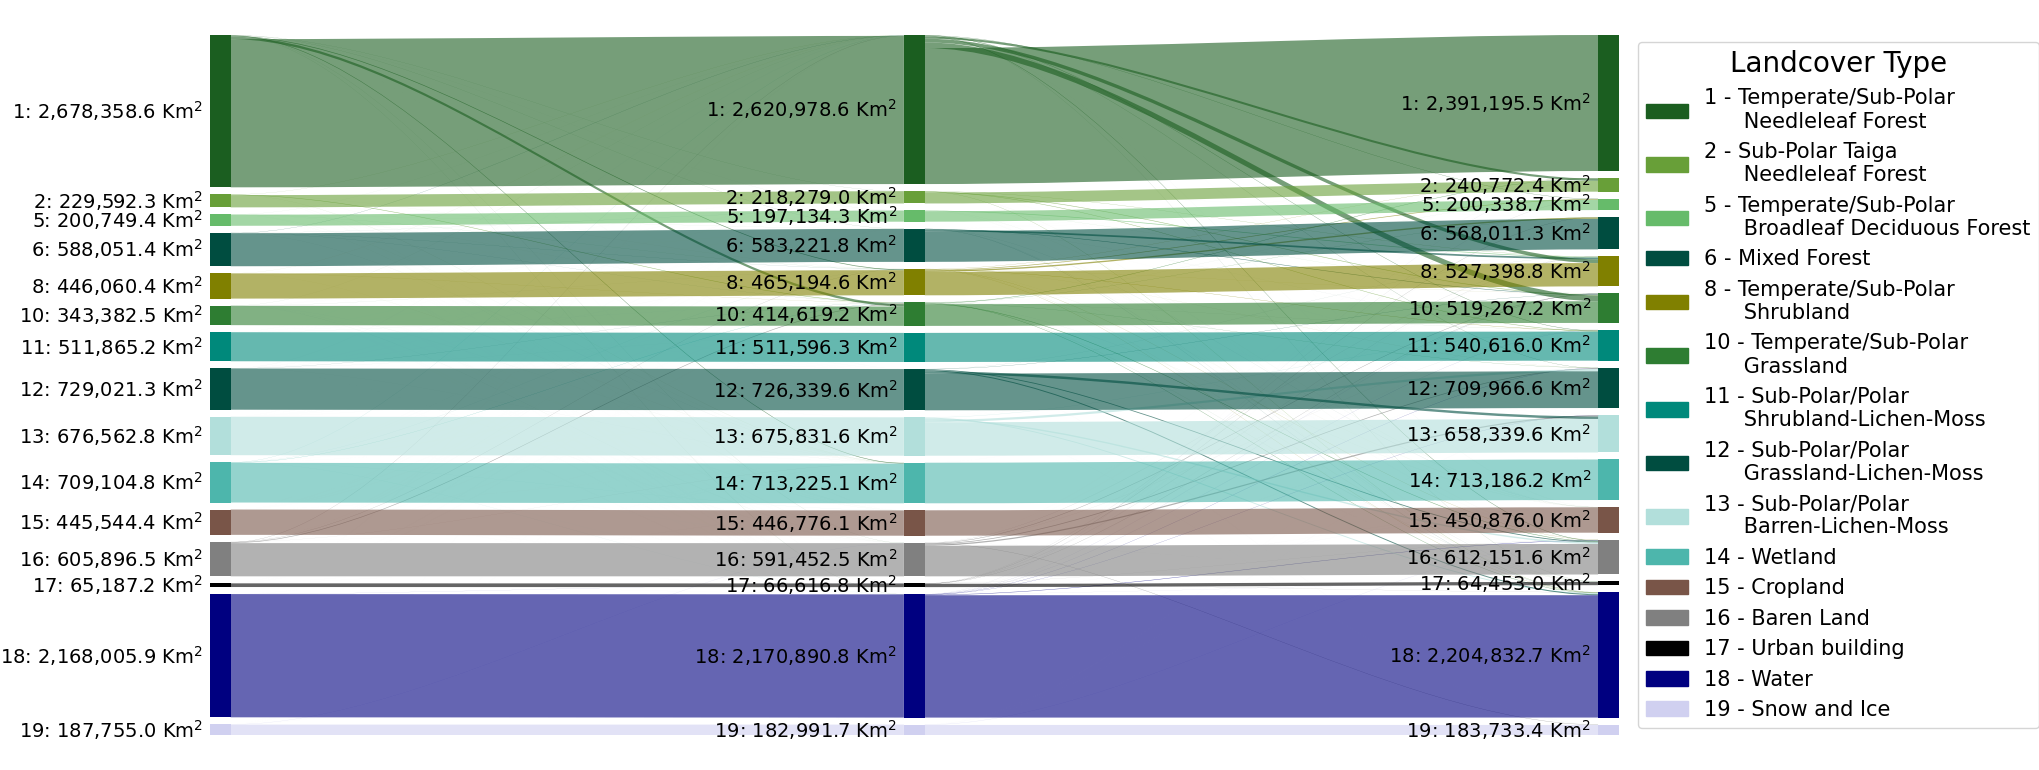 1: 2,678,358.6 Km²
2: 229,592.3 Km²
5: 200,749.4 Km²
6: 588,051.4 Km²
8: 446,060.4 Km²
10: 343,382.5 Km²
11: 511,865.2 Km²
12: 729,021.3 Km²
13: 676,562.8 Km²
14: 709,104.8 Km²
15: 445,544.4 Km²
16: 605,896.5 Km²
17: 65,187.2 Km²
18: 2,168,005.9 Km²
19: 187,755.0 Km²
1: 2,620,978.6 Km²
2: 218,279.0 Km²
5: 197,134.3 Km²
6: 583,221.8 Km²
8: 465,194.6 Km²
10: 414,619.2 Km²
11: 511,596.3 Km²
12: 726,339.6 Km²
13: 675,831.6 Km²
14: 713,225.1 Km²
15: 446,776.1 Km²
16: 591,452.5 Km²
17: 66,616.8 Km²
18: 2,170,890.8 Km²
19: 182,991.7 Km²
1: 2,391,195.5 Km²
2: 240,772.4 Km²
5: 200,338.7 Km²
6: 568,011.3 Km²
8: 527,398.8 Km²
10: 519,267.2 Km²
11: 540,616.0 Km²
12: 709,966.6 Km²
13: 658,339.6 Km²
14: 713,186.2 Km²
15: 450,876.0 Km²
16: 612,151.6 Km²
17: 64,453.0 Km²
18: 2,204,832.7 Km²
19: 183,733.4 Km²
Landcover Type
1 - Temperate/Sub-Polar
Needleleaf Forest
2 - Sub-Polar Taiga
Needleleaf Forest
5 - Temperate/Sub-Polar
Broadleaf Deciduous Forest
6 - Mixed Forest
8 - Temperate/Sub-Polar
Shrubland
10 - Temperate/Sub-Polar
Grassland
11 - Sub-Polar/Polar
Shrubland-Lichen-Moss
12 - Sub-Polar/Polar
Grassland-Lichen-Moss
13 - Sub-Polar/Polar
Barren-Lichen-Moss
14 - Wetland
15 - Cropland
16 - Baren Land
17 - Urban building
18 - Water
19 - Snow and Ice